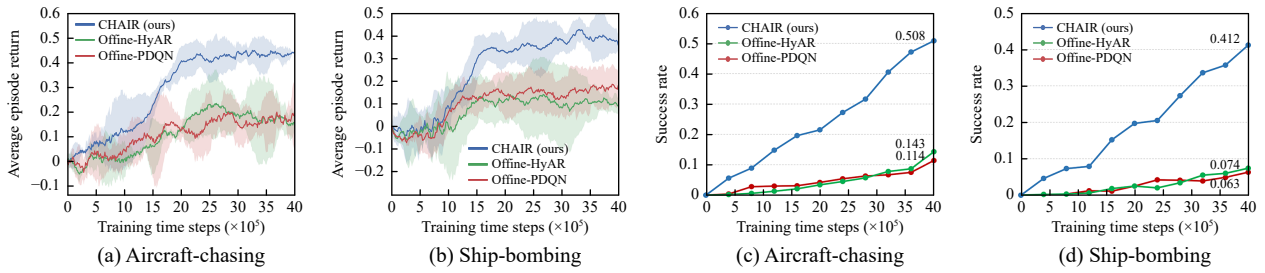 0.6
0.5
0.4
0.3
0.2
0.1
0
−0.1
Average episode return
CHAIR (ours)
Offine-HyAR
Offine-PDQN
0 5 10 15 20 25 30 35 40
Training time steps (×10⁵)
(a) Aircraft-chasing
0.5
0.4
0.3
0.2
0.1
0
−0.1
−0.2
Average episode return
CHAIR (ours)
Offine-HyAR
Offine-PDQN
0 5 10 15 20 25 30 35 40
Training time steps (×10⁵)
(b) Ship-bombing
0.6
0.5
0.4
0.3
0.2
0.1
0
Success rate
CHAIR (ours)
Offine-HyAR
Offine-PDQN
0.508
0.143
0.114
0 5 10 15 20 25 30 35 40
Training time steps (×10⁵)
(c) Aircraft-chasing
0.5
0.4
0.3
0.2
0.1
0
Success rate
CHAIR (ours)
Offine-HyAR
Offine-PDQN
0.412
0.074
0.063
0 5 10 15 20 25 30 35 40
Training time steps (×10⁵)
(d) Ship-bombing